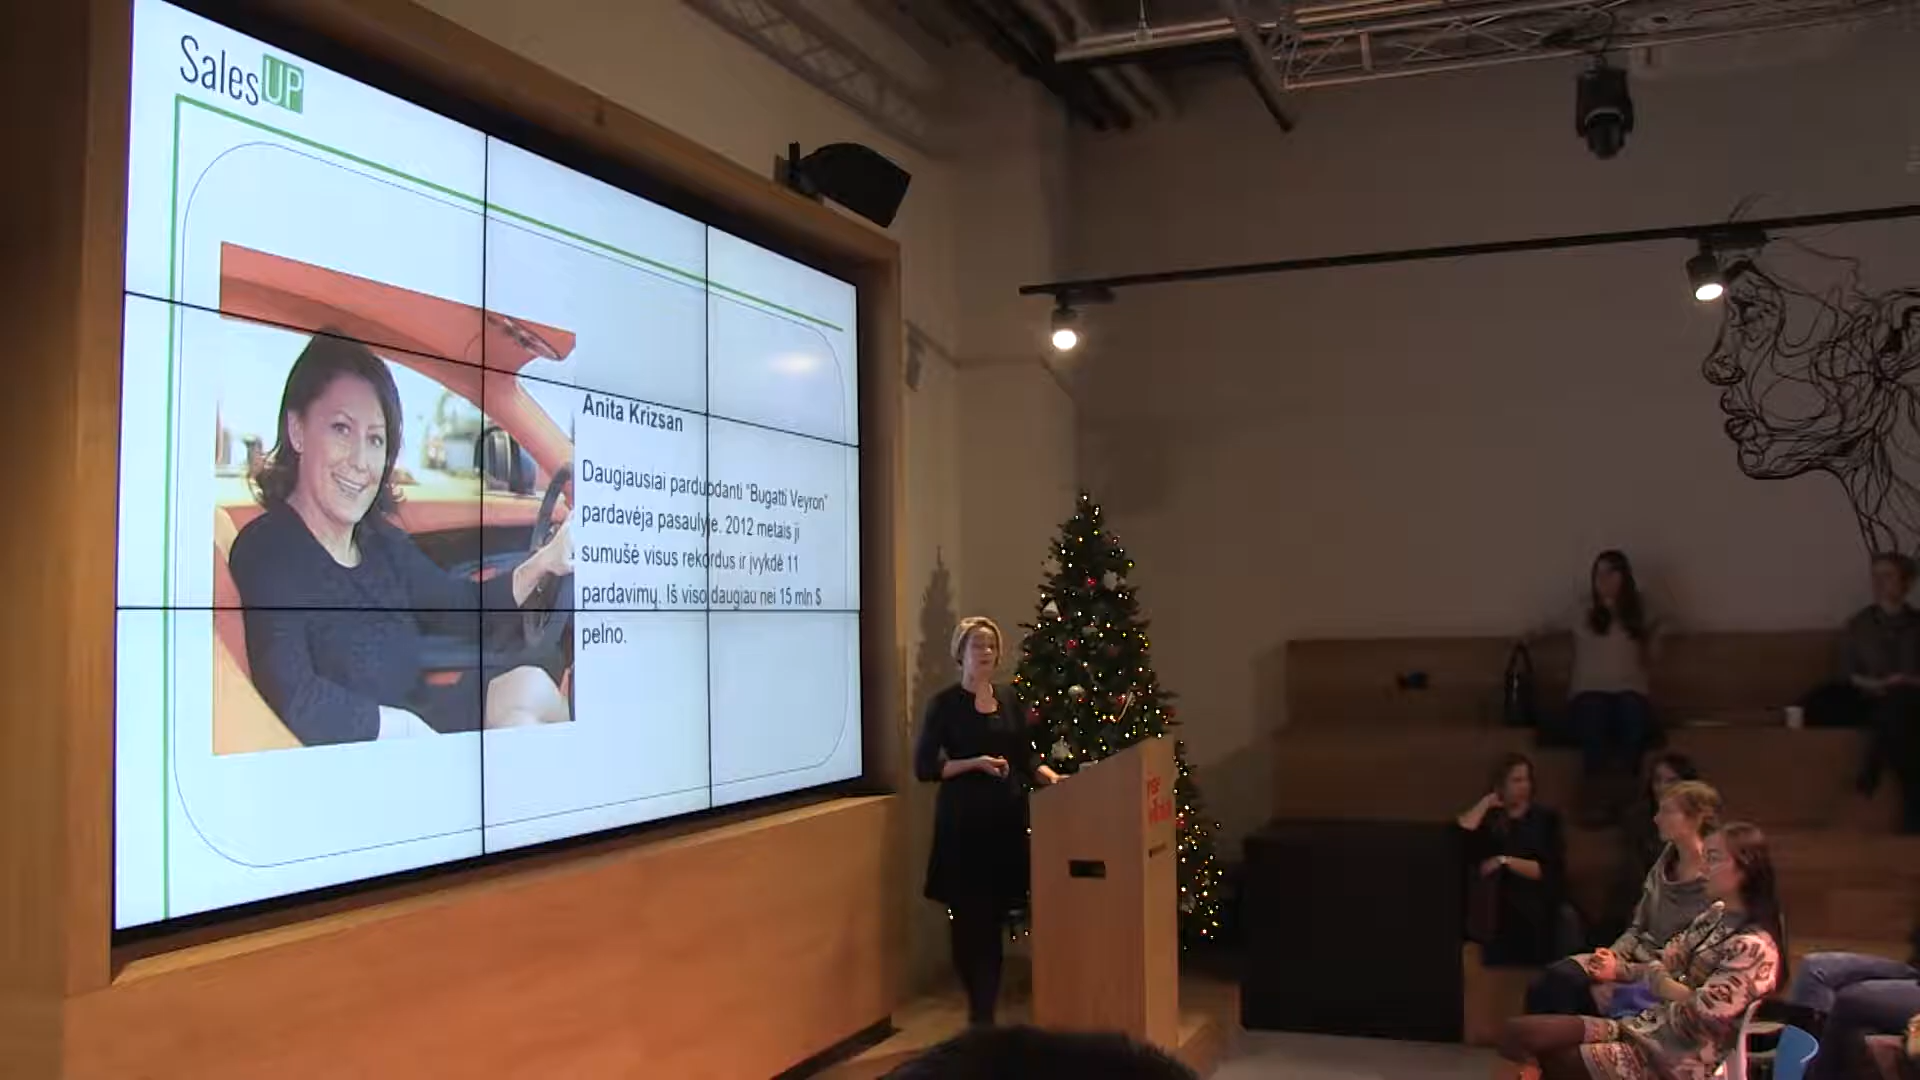 SalesUP
Anita Krizsan
Daugiausiai parduodanti "Bugatti Veyron"
pardavėja pasaulyje. 2012 metais ji
sumušė visus rekordus ir įvykdė 11
pardavimų. Iš viso daugiau nei 15 mln $
pelno.